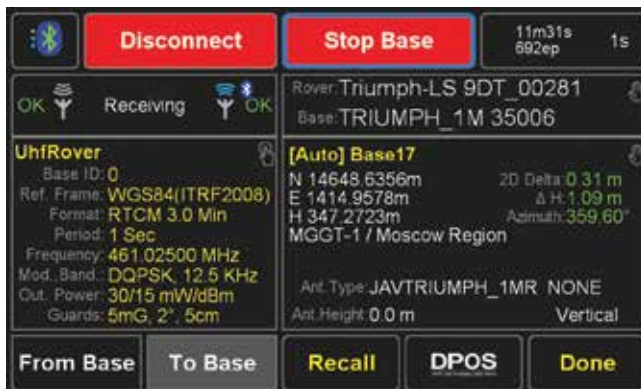 Disconnect
Stop Base
11m31s
692ep
1s
OK
Receiving
OK
Rover: Triumph-LS 9DT_00281
Base: TRIUMPH_1M 35006
UhfRover
Base ID: 0
Ref. Frame: WGS84(ITRF2008)
Format: RTCM 3.0 Min
Period: 1 Sec
Frequency: 461.02500 MHz
Mod.,Band.: DQPSK, 12.5 KHz
Out. Power: 30/15 mW/dBm
Guards: 5mG, 2°, 5cm
[Auto] Base17
N 14648.6356m
2D Delta: 0.31 m
E 1414.9578m
Δ H: 1.09 m
H 347.2723m
Azimuth: 359.60°
MGGT-1 / Moscow Region
Ant.Type: JAVTRIUMPH_1MR NONE
Ant.Height: 0.0 m
Vertical
From Base
To Base
Recall
DPOS
Done